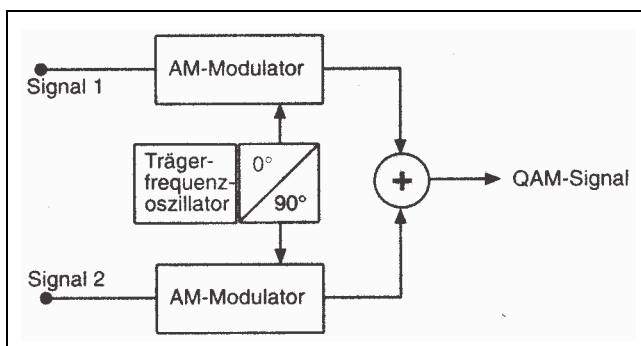 AM-Modulator
Signal 1
Träger-
frequenz-
oszillator
0°
90°
+
QAM-Signal
Signal 2
AM-Modulator